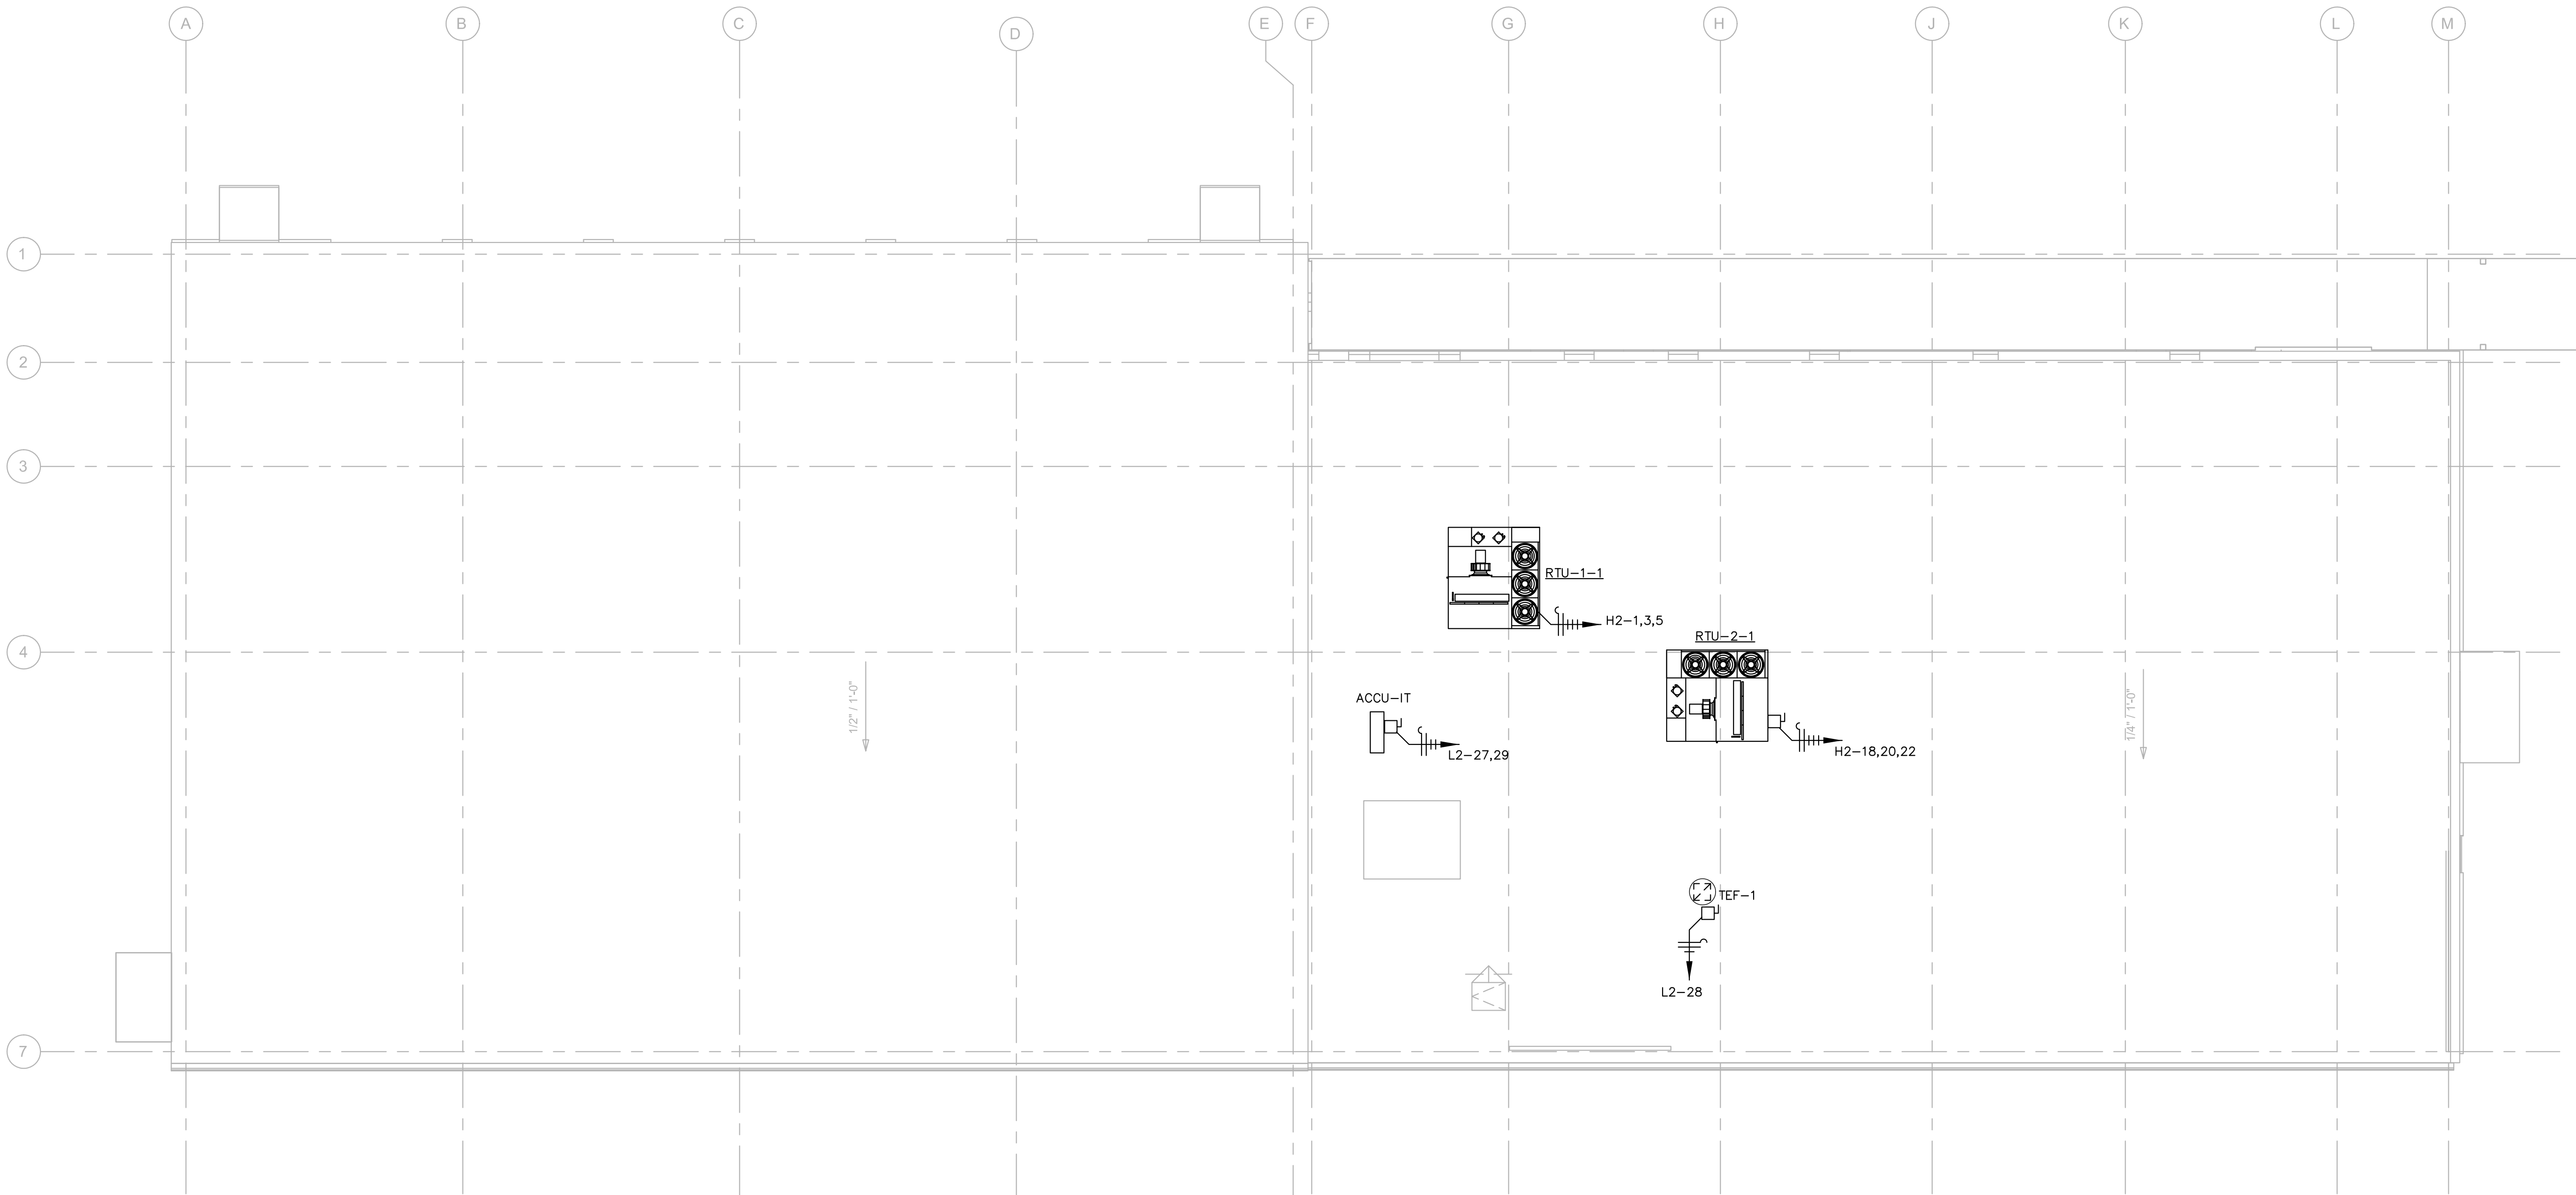 A
B
C
D
E
F
G
H
J
K
L
M
1
2
3
4
7
RTU-1-1
H2-1,3,5
RTU-2-1
H2-18,20,22
ACCU-IT
L2-27,29
1/2" / 1'-0"
1/4" / 1'-0"
TEF-1
L2-28